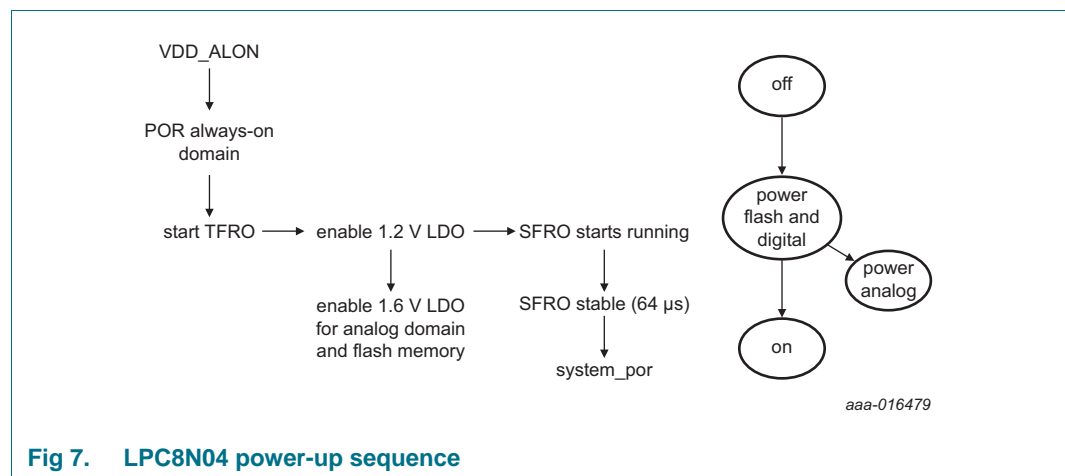 VDD_ALON
POR always-on
domain
start TFRO
enable 1.2 V LDO
SFRO starts running
enable 1.6 V LDO
for analog domain
and flash memory
SFRO stable (64 μs)
system_por
off
power
flash and
digital
power
analog
on
aaa-016479
Fig 7. LPC8N04 power-up sequence